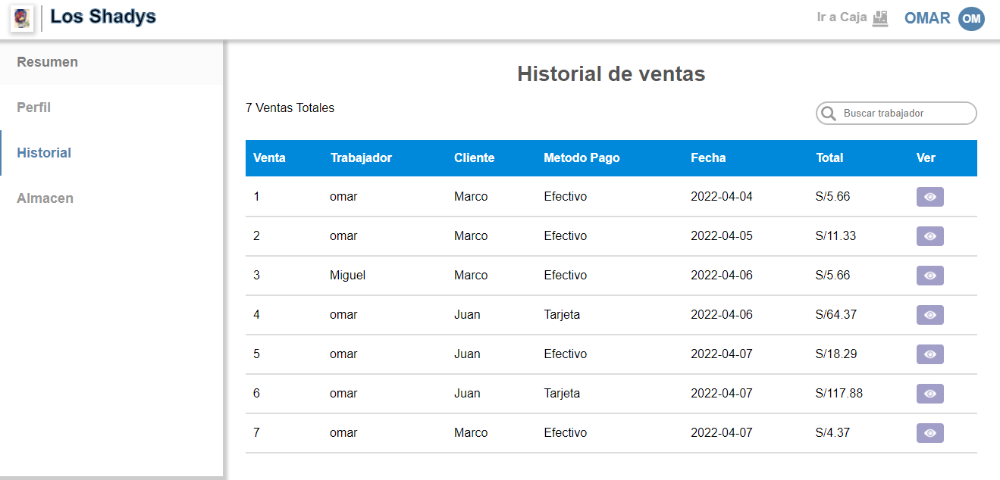 Los Shadys
Ir a Caja
OMAR OM
Resumen
Perfil
Historial
Almacen
Historial de ventas
7 Ventas Totales
Buscar trabajador
Venta Trabajador Cliente Metodo Pago Fecha Total Ver
1 omar Marco Efectivo 2022-04-04 S/5.66
2 omar Marco Efectivo 2022-04-05 S/11.33
3 Miguel Marco Efectivo 2022-04-06 S/5.66
4 omar Juan Tarjeta 2022-04-06 S/64.37
5 omar Juan Efectivo 2022-04-07 S/18.29
6 omar Juan Tarjeta 2022-04-07 S/117.88
7 omar Marco Efectivo 2022-04-07 S/4.37